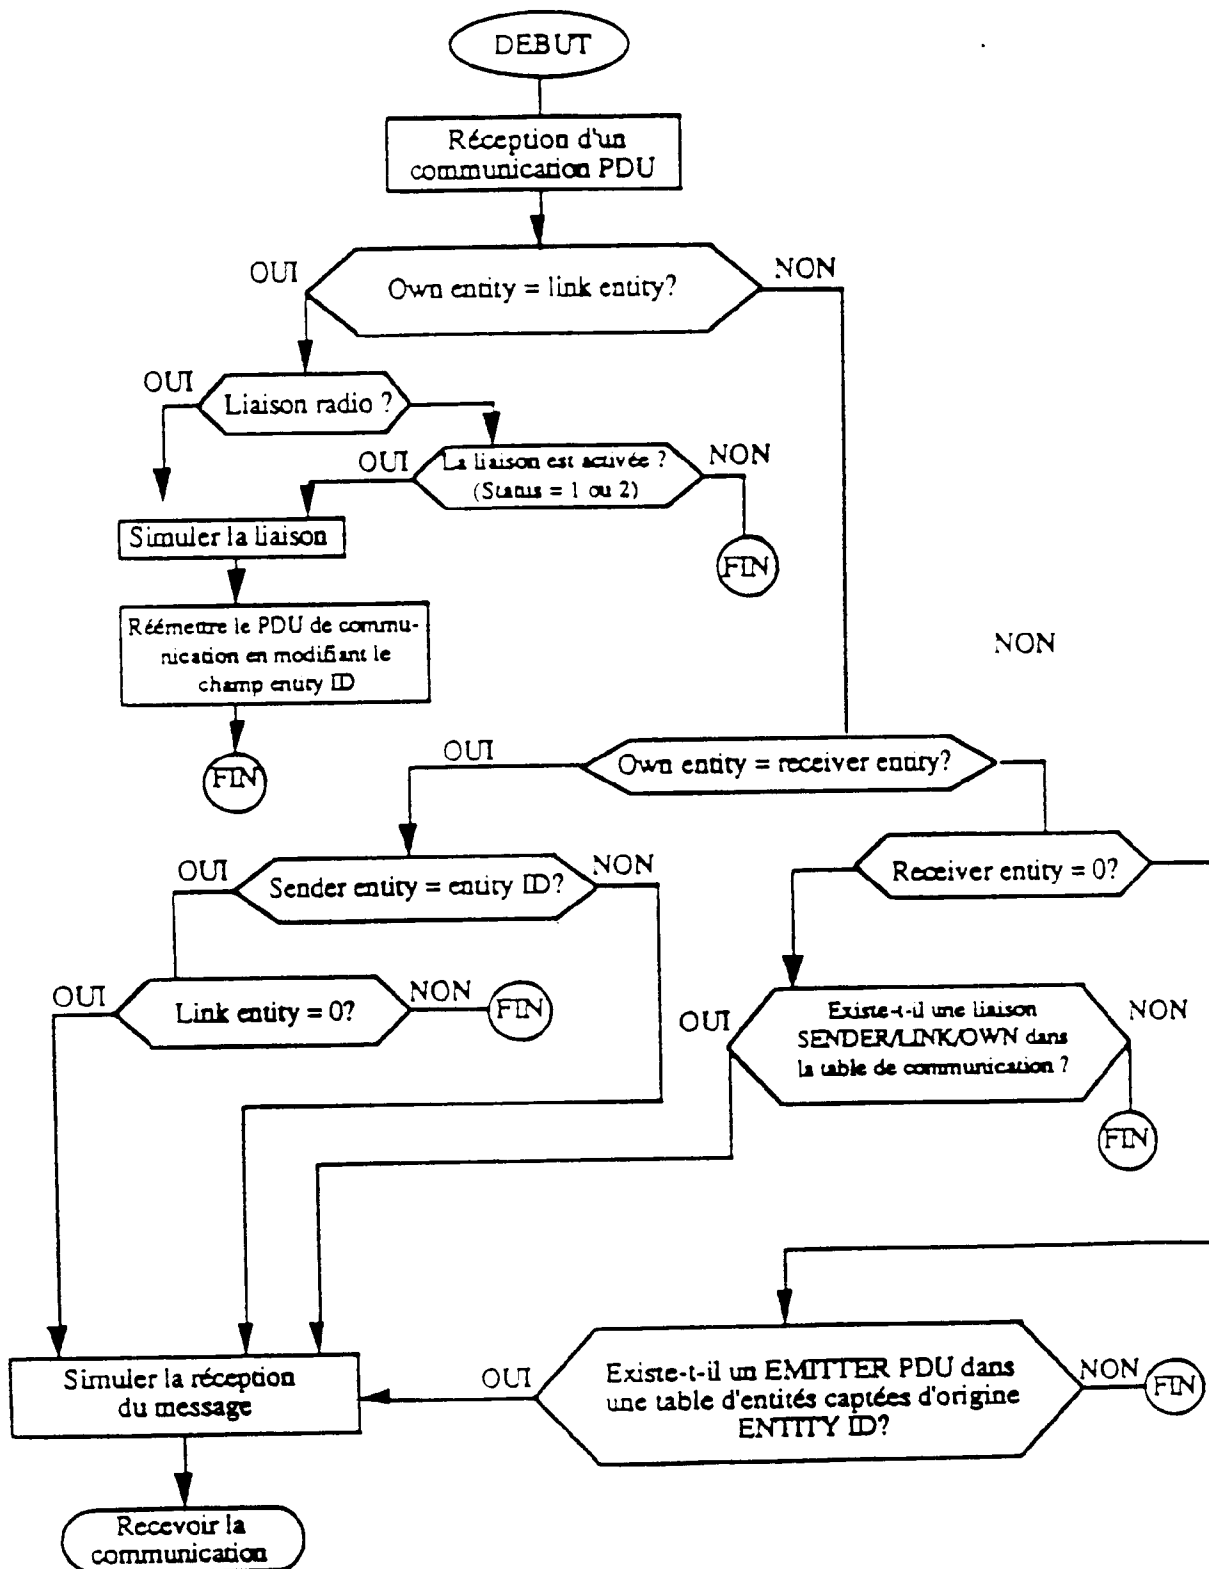 DEBUT
Réception d'un
communication PDU
OUI
Own entity = link entity?
NON
OUI
Liaison radio ?
OUI
La liaison est activée ?
(Status = 1 ou 2)
NON
Simuler la liaison
FIN
Réémettre le PDU de commu-
nication en modifiant le
champ entity ID
NON
FIN
OUI
Own entity = receiver entity?
OUI
Sender entity = entity ID?
NON
Receiver entity = 0?
OUI
Link entity = 0?
NON
FIN
OUI
Existe-t-il une liaison
SENDER/LINK/OWN dans
la table de communication ?
NON
FIN
Simuler la réception
du message
OUI
Existe-t-il un EMITTER PDU dans
une table d'entités captées d'origine
ENTITY ID?
NON
FIN
Recevoir la
communication